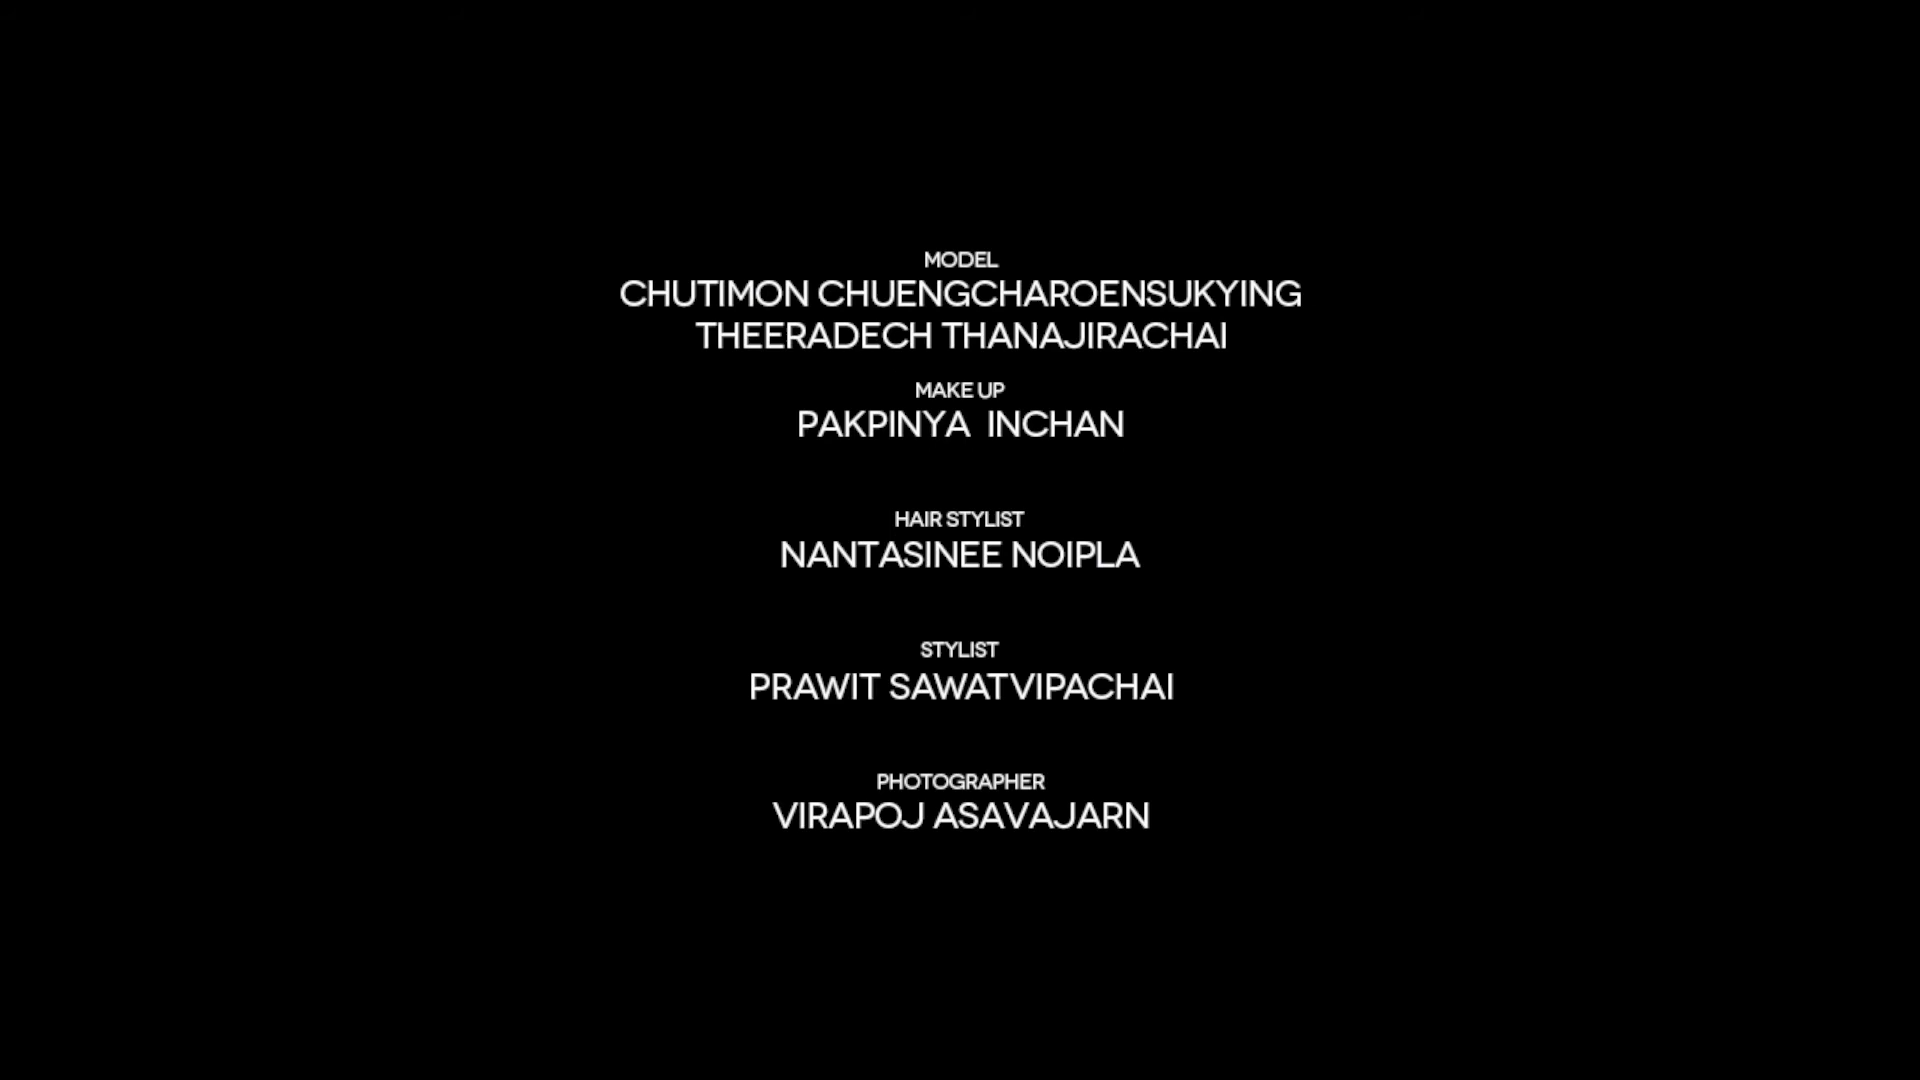 MODEL
CHUTIMON CHUENGCHAROENSUKYING
THEERADECH THANAJIRACHAI
MAKE UP
PAKPINYA INCHAN
HAIR STYLIST
NANTASINEE NOIPLA
STYLIST
PRAWIT SAWATVIPACHAI
PHOTOGRAPHER
VIRAPOJ ASAVAJARN